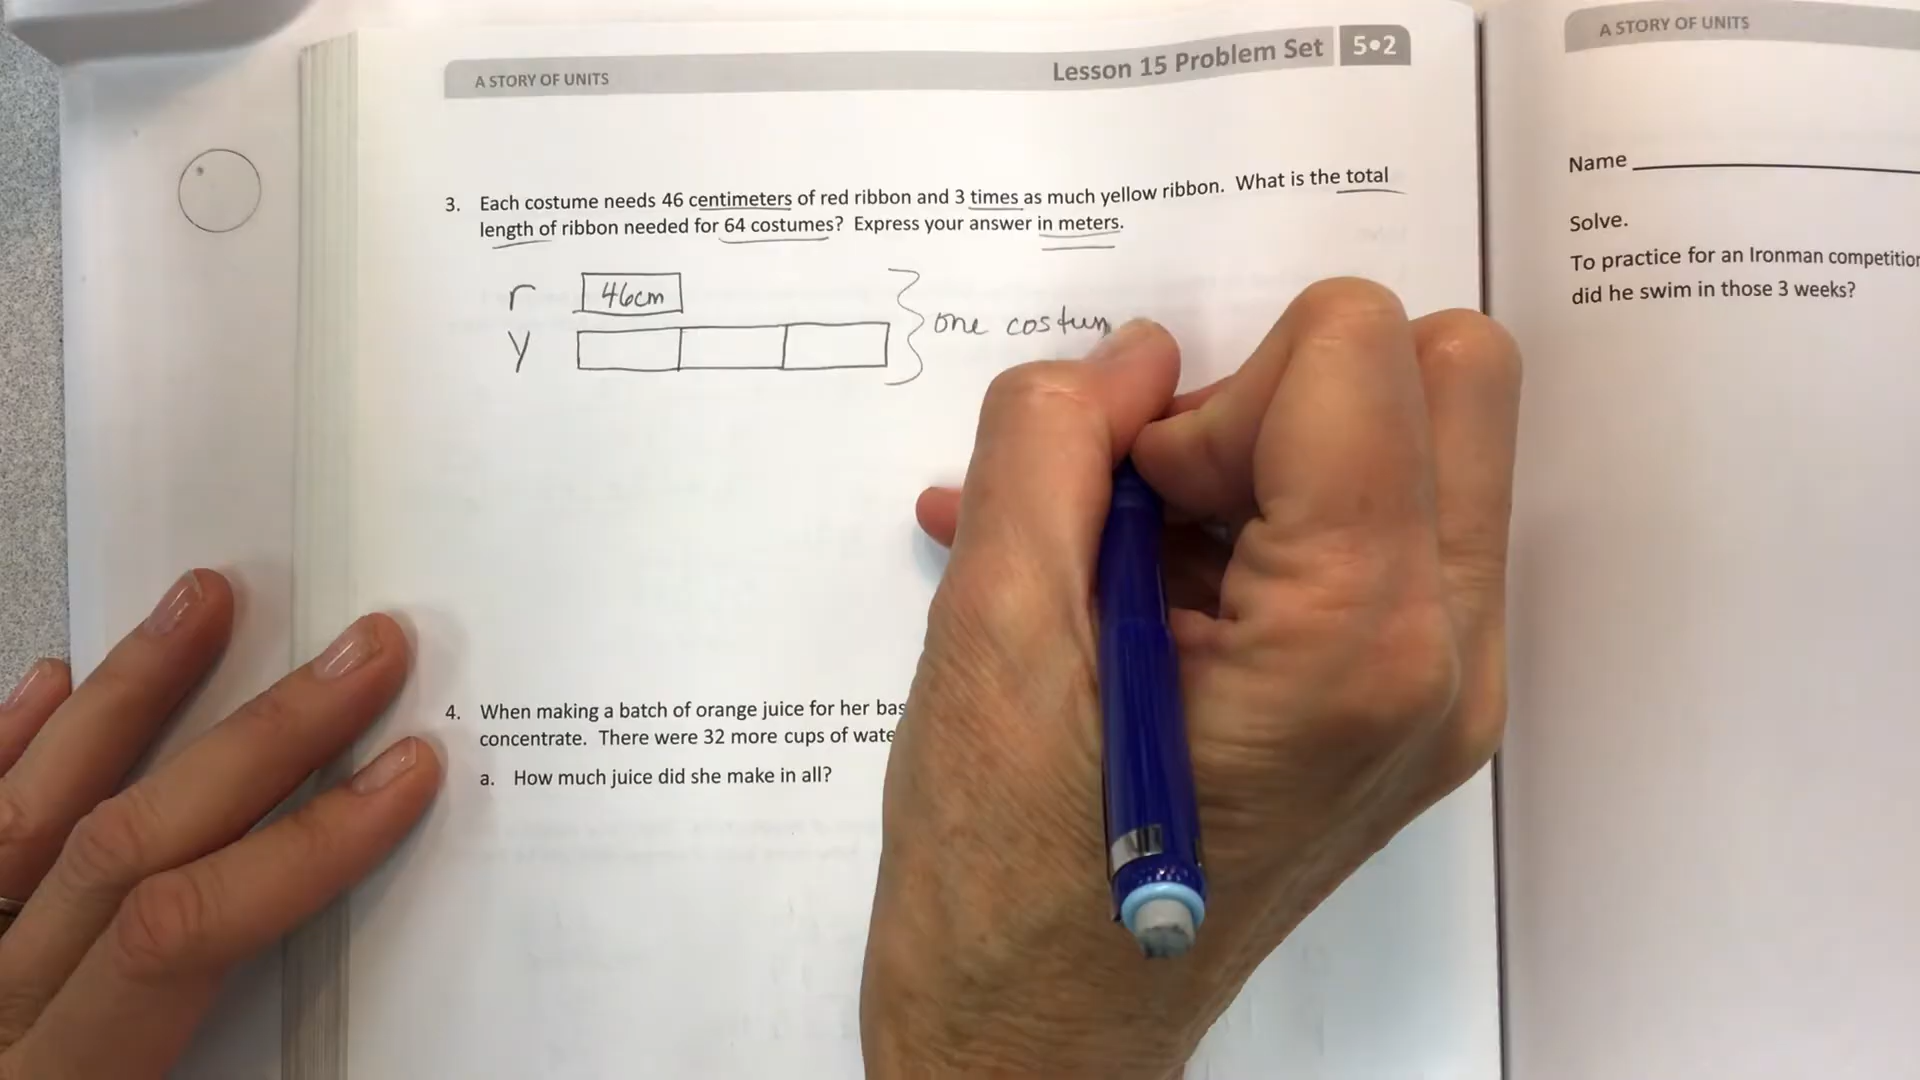 A STORY OF UNITS
Lesson 15 Problem Set 5•2
3. Each costume needs 46 centimeters of red ribbon and 3 times as much yellow ribbon. What is the total
length of ribbon needed for 64 costumes? Express your answer in meters.
r 46cm
y
one costum
4. When making a batch of orange juice for her bas
concentrate. There were 32 more cups of wate
a. How much juice did she make in all?
A STORY OF UNITS
Name
Solve.
To practice for an Ironman competition
did he swim in those 3 weeks?